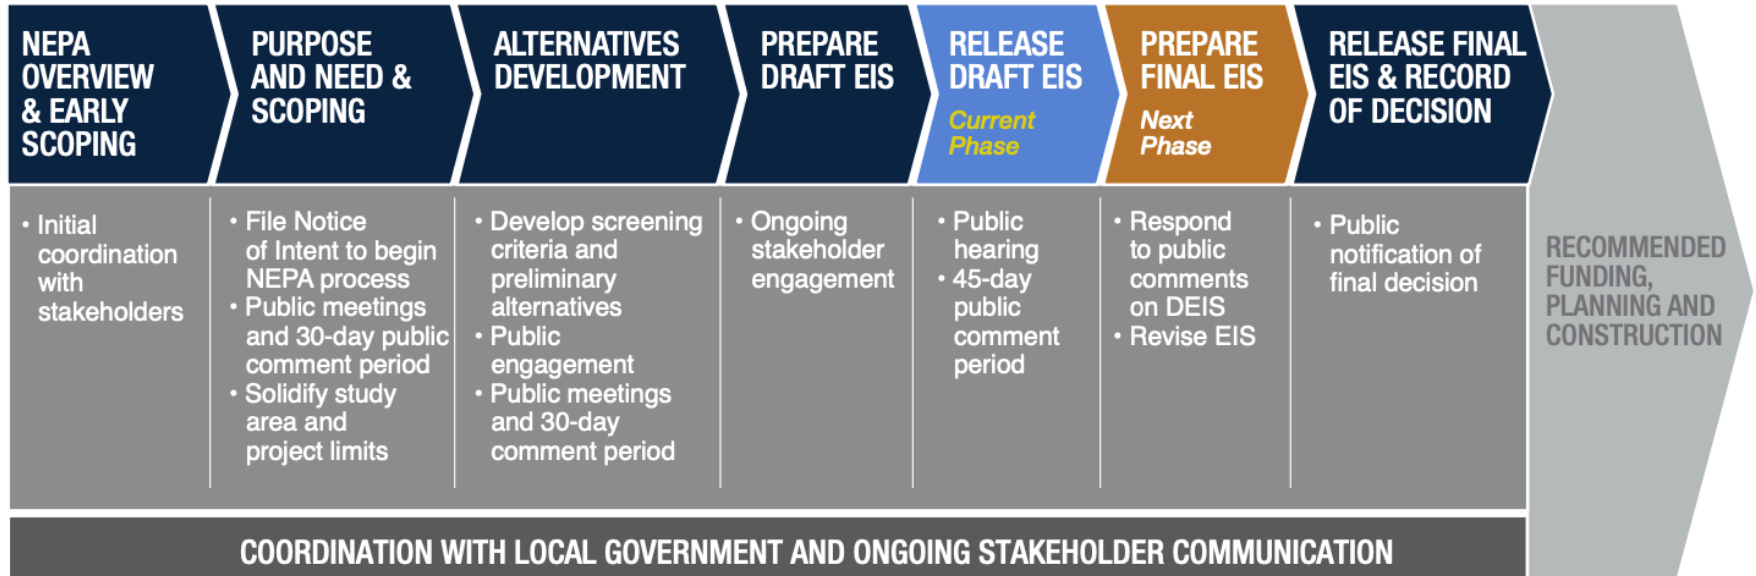 NEPA
OVERVIEW
& EARLY
SCOPING
PURPOSE
AND NEED &
SCOPING
ALTERNATIVES
DEVELOPMENT
PREPARE
DRAFT EIS
RELEASE
DRAFT EIS
Current
Phase
PREPARE
FINAL EIS
Next
Phase
RELEASE FINAL
EIS & RECORD
OF DECISION
• Initial
coordination
with
stakeholders
• File Notice
of Intent to begin
NEPA process
• Public meetings
and 30-day public
comment period
• Solidify study
area and
project limits
• Develop screening
criteria and
preliminary
alternatives
• Public
engagement
• Public meetings
and 30-day
comment period
• Ongoing
stakeholder
engagement
• Public
hearing
• 45-day
public
comment
period
• Respond
to public
comments
on DEIS
• Revise EIS
• Public
notification of
final decision
RECOMMENDED
FUNDING,
PLANNING AND
CONSTRUCTION
COORDINATION WITH LOCAL GOVERNMENT AND ONGOING STAKEHOLDER COMMUNICATION